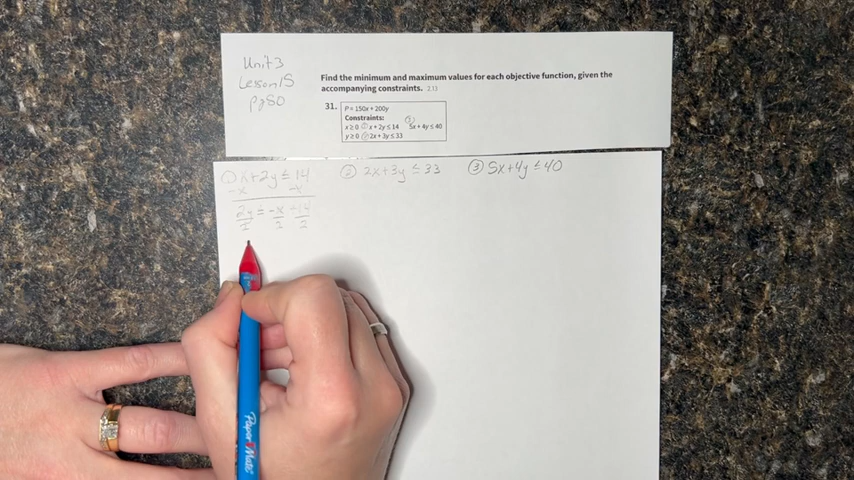 Unit 3
Lesson 15
Pg 80
Find the minimum and maximum values for each objective function, given the
accompanying constraints. 2.13
31. P = 150x + 200y
Constraints:
x ≥ 0 ① x + 2y ≤ 14 ③ 5x + 4y ≤ 40
y ≥ 0 ② 2x + 3y ≤ 33
① x+2y ≤ 14 ② 2x+3y ≤ 33 ③ 5x+4y ≤ 40
-x -x
2y ≤ -x +14
2 2 2
Paper Mate